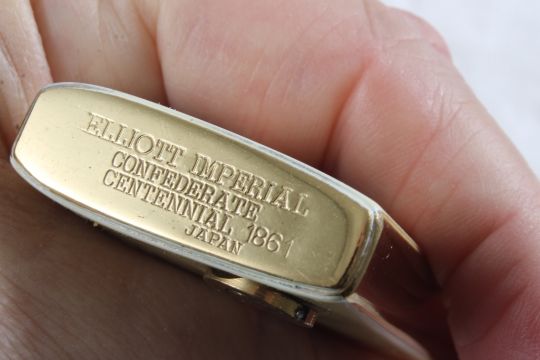 ELLIOTT IMPERIAL
CONFEDERATE
CENTENNIAL 1861
JAPAN